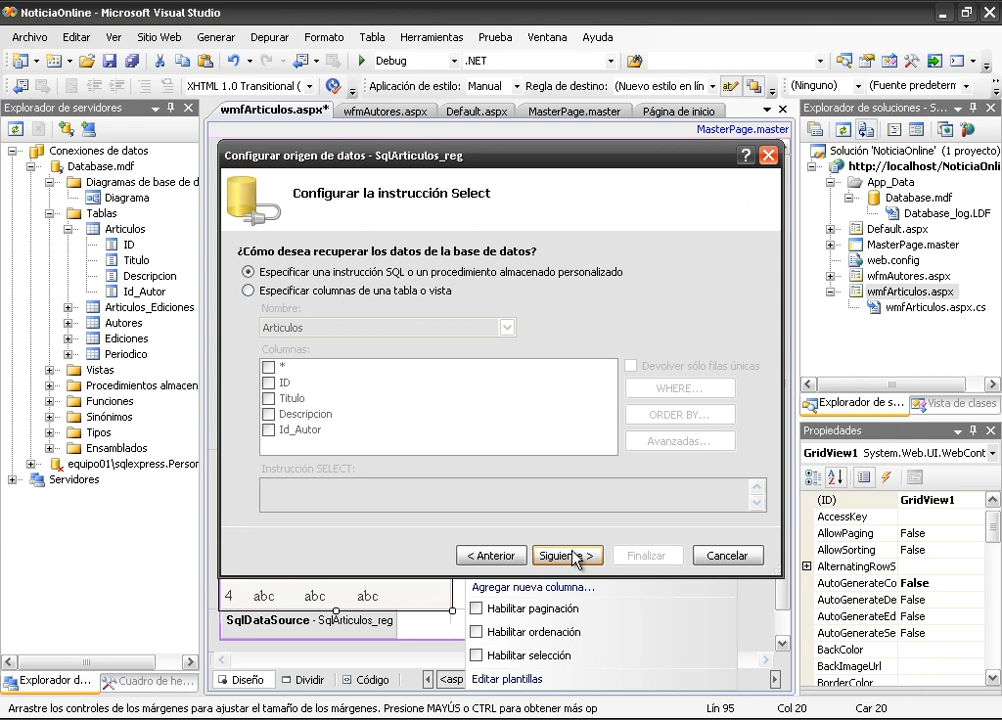 NoticiaOnline - Microsoft Visual Studio
Archivo Editar Ver Sitio Web Generar Depurar Formato Tabla Herramientas Prueba Ventana Ayuda
Debug .NET
XHTML 1.0 Transitional ( Aplicación de estilo: Manual Regla de destino: (Nuevo estilo en lín (Ninguno) (Fuente predeterm
Explorador de servidores
wmfArticulos.aspx* wfmAutores.aspx Default.aspx MasterPage.master Página de inicio
Explorador de soluciones - S...
MasterPage.master
Conexiones de datos
Database.mdf
Diagramas de base de d
Diagrama
Tablas
Articulos
ID
Titulo
Descripcion
Id_Autor
Articulos_Ediciones
Autores
Ediciones
Periodico
Vistas
Procedimientos almacen
Funciones
Sinónimos
Tipos
Ensamblados
equipo01\sqlexpress.Person
Servidores
Explorador d... Cuadro de he...
Configurar origen de datos - SqlArticulos_reg
Configurar la instrucción Select
¿Cómo desea recuperar los datos de la base de datos?
Especificar una instrucción SQL o un procedimiento almacenado personalizado
Especificar columnas de una tabla o vista
Nombre:
Articulos
Columnas:
*
ID
Titulo
Descripcion
Id_Autor
Devolver sólo filas únicas
WHERE...
ORDER BY...
Avanzadas...
Instrucción SELECT:
< Anterior Siguiente > Finalizar Cancelar
4 abc abc abc
SqlDataSource - SqlArticulos_reg
Agregar nueva columna...
Habilitar paginación
Habilitar ordenación
Habilitar selección
Editar plantillas
Diseño Dividir Código <asp
Solución 'NoticiaOnline' (1 proyecto)
http://localhost/NoticiaOnli
App_Data
Database.mdf
Database_log.LDF
Default.aspx
MasterPage.master
web.config
wfmAutores.aspx
wmfArticulos.aspx
wmfArticulos.aspx.cs
Explorador de s... Vista de clases
Propiedades
GridView1 System.Web.UI.WebCont
(ID) GridView1
AccessKey
AllowPaging False
AllowSorting False
AlternatingRowS
AutoGenerateCo False
AutoGenerateDe False
AutoGenerateEd False
AutoGenerateSe False
BackColor
BackImageUrl
BorderColor
Arrastre los controles de los márgenes para ajustar el tamaño de los márgenes. Presione MAYÚS o CTRL para obtener más op Lín 95 Col 20 Car 20